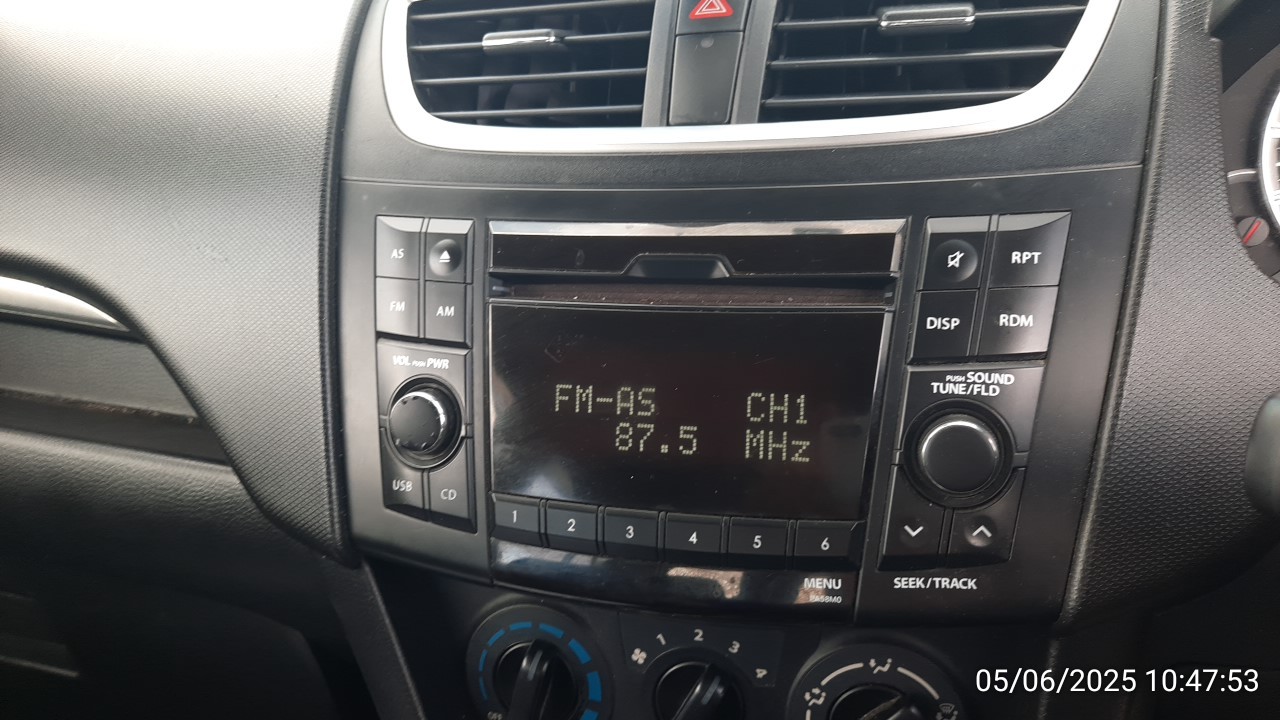 AS
FM
AM
VOL PUSH PWR
USB
CD
FM-AS CH1
87.5 MHz
1 2 3 4 5 6
MENU
RPT
DISP
RDM
PUSH SOUND
TUNE/FLD
SEEK/TRACK
1 2 3 4
OFF
05/06/2025 10:47:53